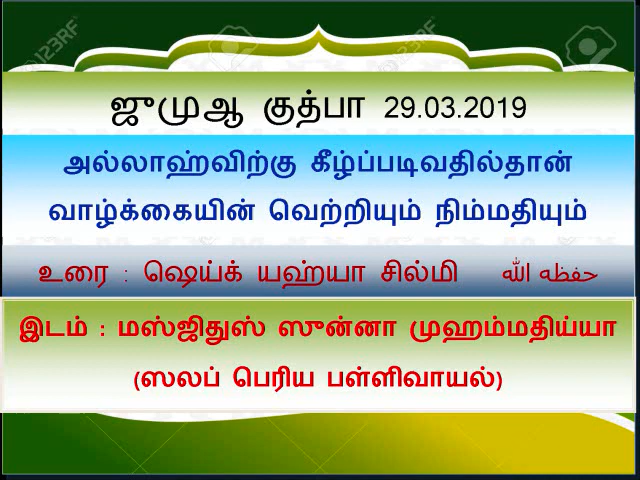 ஜுமுஆ குத்பா 29.03.2019
அல்லாஹ்விற்கு கீழ்ப்படிவதில்தான்
வாழ்க்கையின் வெற்றியும் நிம்மதியும்
உரை : ஷெய்க் யஹ்யா சில்மி حفظه الله
இடம் : மஸ்ஜிதுஸ் ஸுன்னா முஹம்மதிய்யா
(ஸலப் பெரிய பள்ளிவாயல்)